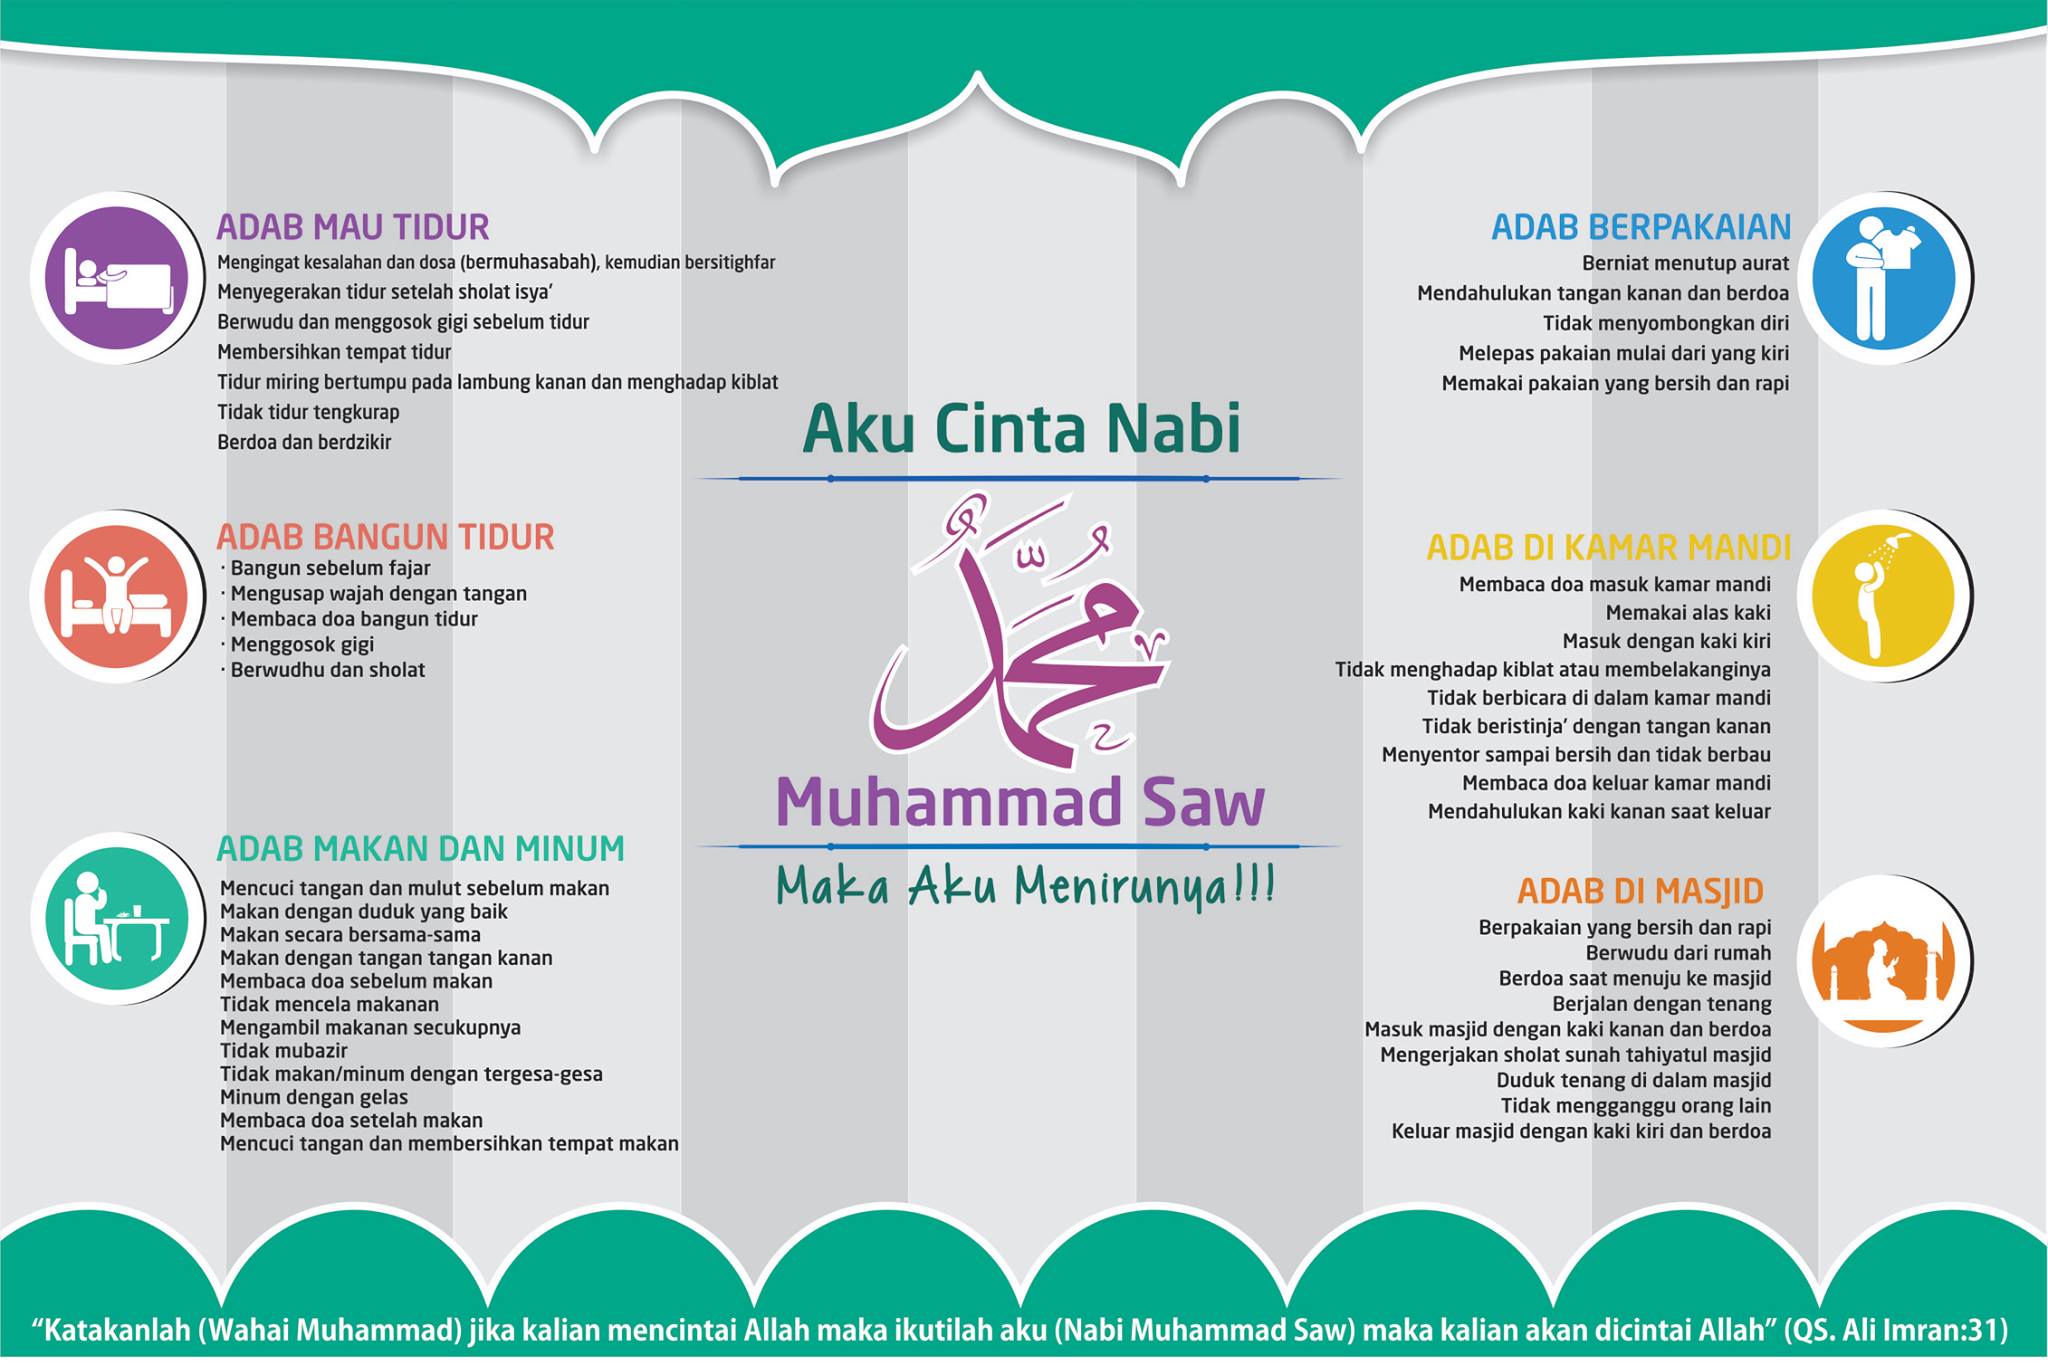 ADAB MAU TIDUR
Mengingat kesalahan dan dosa (bermuhasabah), kemudian bersitighfar
Menyegerakan tidur setelah sholat isya'
Berwudu dan menggosok gigi sebelum tidur
Membersihkan tempat tidur
Tidur miring bertumpu pada lambung kanan dan menghadap kiblat
Tidak tidur tengkurap
Berdoa dan berdzikir
ADAB BANGUN TIDUR
· Bangun sebelum fajar
· Mengusap wajah dengan tangan
· Membaca doa bangun tidur
· Menggosok gigi
· Berwudhu dan sholat
ADAB MAKAN DAN MINUM
Mencuci tangan dan mulut sebelum makan
Makan dengan duduk yang baik
Makan secara bersama-sama
Makan dengan tangan tangan kanan
Membaca doa sebelum makan
Tidak mencela makanan
Mengambil makanan secukupnya
Tidak mubazir
Tidak makan/minum dengan tergesa-gesa
Minum dengan gelas
Membaca doa setelah makan
Mencuci tangan dan membersihkan tempat makan
Aku Cinta Nabi
مُحَمَّدٌ
Muhammad Saw
Maka Aku Menirunya!!!
ADAB BERPAKAIAN
Berniat menutup aurat
Mendahulukan tangan kanan dan berdoa
Tidak menyombongkan diri
Melepas pakaian mulai dari yang kiri
Memakai pakaian yang bersih dan rapi
ADAB DI KAMAR MANDI
Membaca doa masuk kamar mandi
Memakai alas kaki
Masuk dengan kaki kiri
Tidak menghadap kiblat atau membelakanginya
Tidak berbicara di dalam kamar mandi
Tidak beristinja' dengan tangan kanan
Menyentor sampai bersih dan tidak berbau
Membaca doa keluar kamar mandi
Mendahulukan kaki kanan saat keluar
ADAB DI MASJID
Berpakaian yang bersih dan rapi
Berwudu dari rumah
Berdoa saat menuju ke masjid
Berjalan dengan tenang
Masuk masjid dengan kaki kanan dan berdoa
Mengerjakan sholat sunah tahiyatul masjid
Duduk tenang di dalam masjid
Tidak mengganggu orang lain
Keluar masjid dengan kaki kiri dan berdoa
“Katakanlah (Wahai Muhammad) jika kalian mencintai Allah maka ikutilah aku (Nabi Muhammad Saw) maka kalian akan dicintai Allah” (QS. Ali Imran:31)